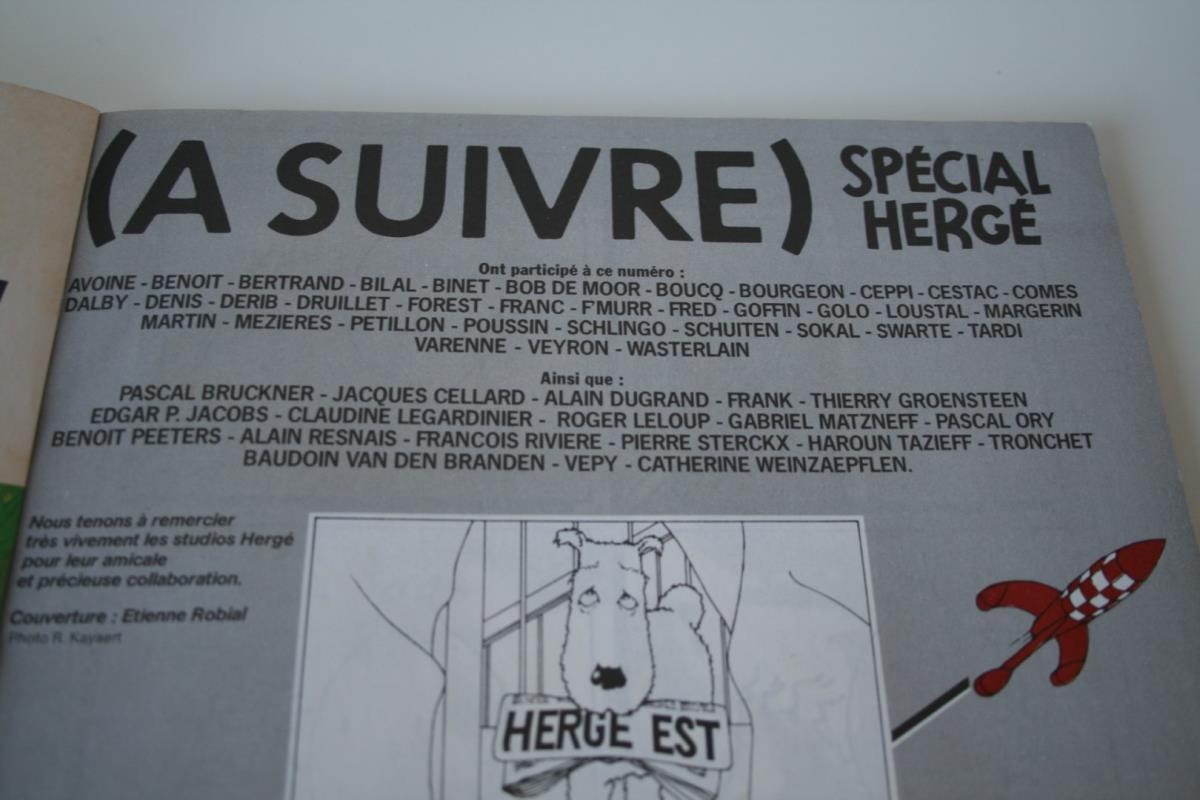 (A SUIVRE) SPÉCIAL HERGÉ
Ont participé à ce numéro :
AVOINE - BENOIT - BERTRAND - BILAL - BINET - BOB DE MOOR - BOUCQ - BOURGEON - CEPPI - CESTAC - COMES
DALBY - DENIS - DERIB - DRUILLET - FOREST - FRANC - F'MURR - FRED - GOFFIN - GOLO - LOUSTAL - MARGERIN
MARTIN - MEZIERES - PETILLON - POUSSIN - SCHLINGO - SCHUITEN - SOKAL - SWARTE - TARDI
VARENNE - VEYRON - WASTERLAIN
Ainsi que :
PASCAL BRUCKNER - JACQUES CELLARD - ALAIN DUGRAND - FRANK - THIERRY GROENSTEEN
EDGAR P. JACOBS - CLAUDINE LEGARDINIER - ROGER LELOUP - GABRIEL MATZNEFF - PASCAL ORY
BENOIT PEETERS - ALAIN RESNAIS - FRANCOIS RIVIERE - PIERRE STERCKX - HAROUN TAZIEFF - TRONCHET
BAUDOIN VAN DEN BRANDEN - VEPY - CATHERINE WEINZAEPFLEN.
Nous tenons à remercier
très vivement les studios Hergé
pour leur amicale
et précieuse collaboration.
Couverture : Etienne Robial
Photo R. Kayaert
HERGÉ EST